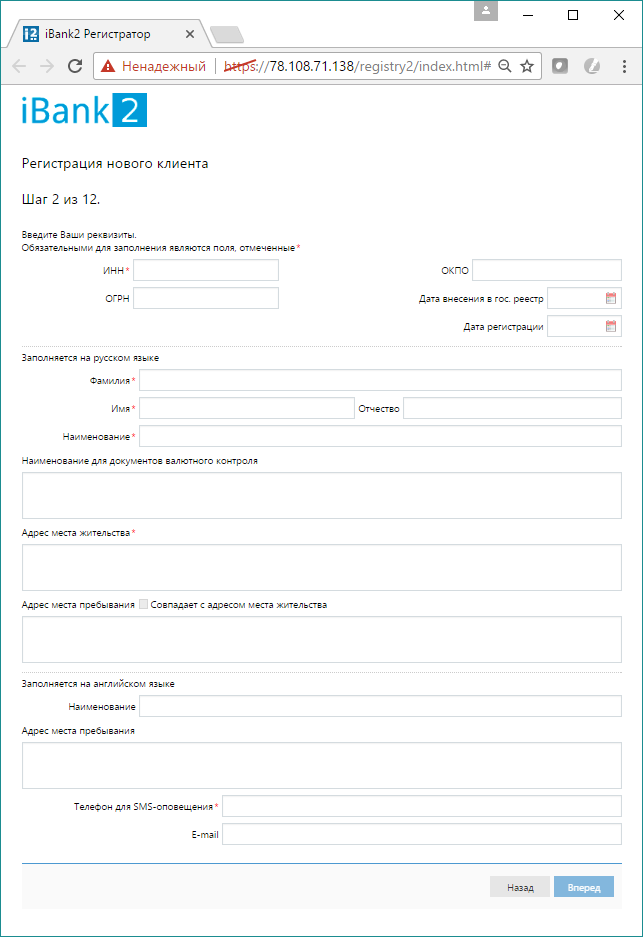 iBank2 Регистратор
Ненадежный | https://78.108.71.138/registry2/index.html#
iBank 2
Регистрация нового клиента
Шаг 2 из 12.
Введите Ваши реквизиты.
Обязательными для заполнения являются поля, отмеченные*
ИНН* ОКПО
ОГРН Дата внесения в гос. реестр
Дата регистрации
Заполняется на русском языке
Фамилия*
Имя* Отчество
Наименование*
Наименование для документов валютного контроля
Адрес места жительства*
Адрес места пребывания Совпадает с адресом места жительства
Заполняется на английском языке
Наименование
Адрес места пребывания
Телефон для SMS-оповещения*
E-mail
Назад Вперед